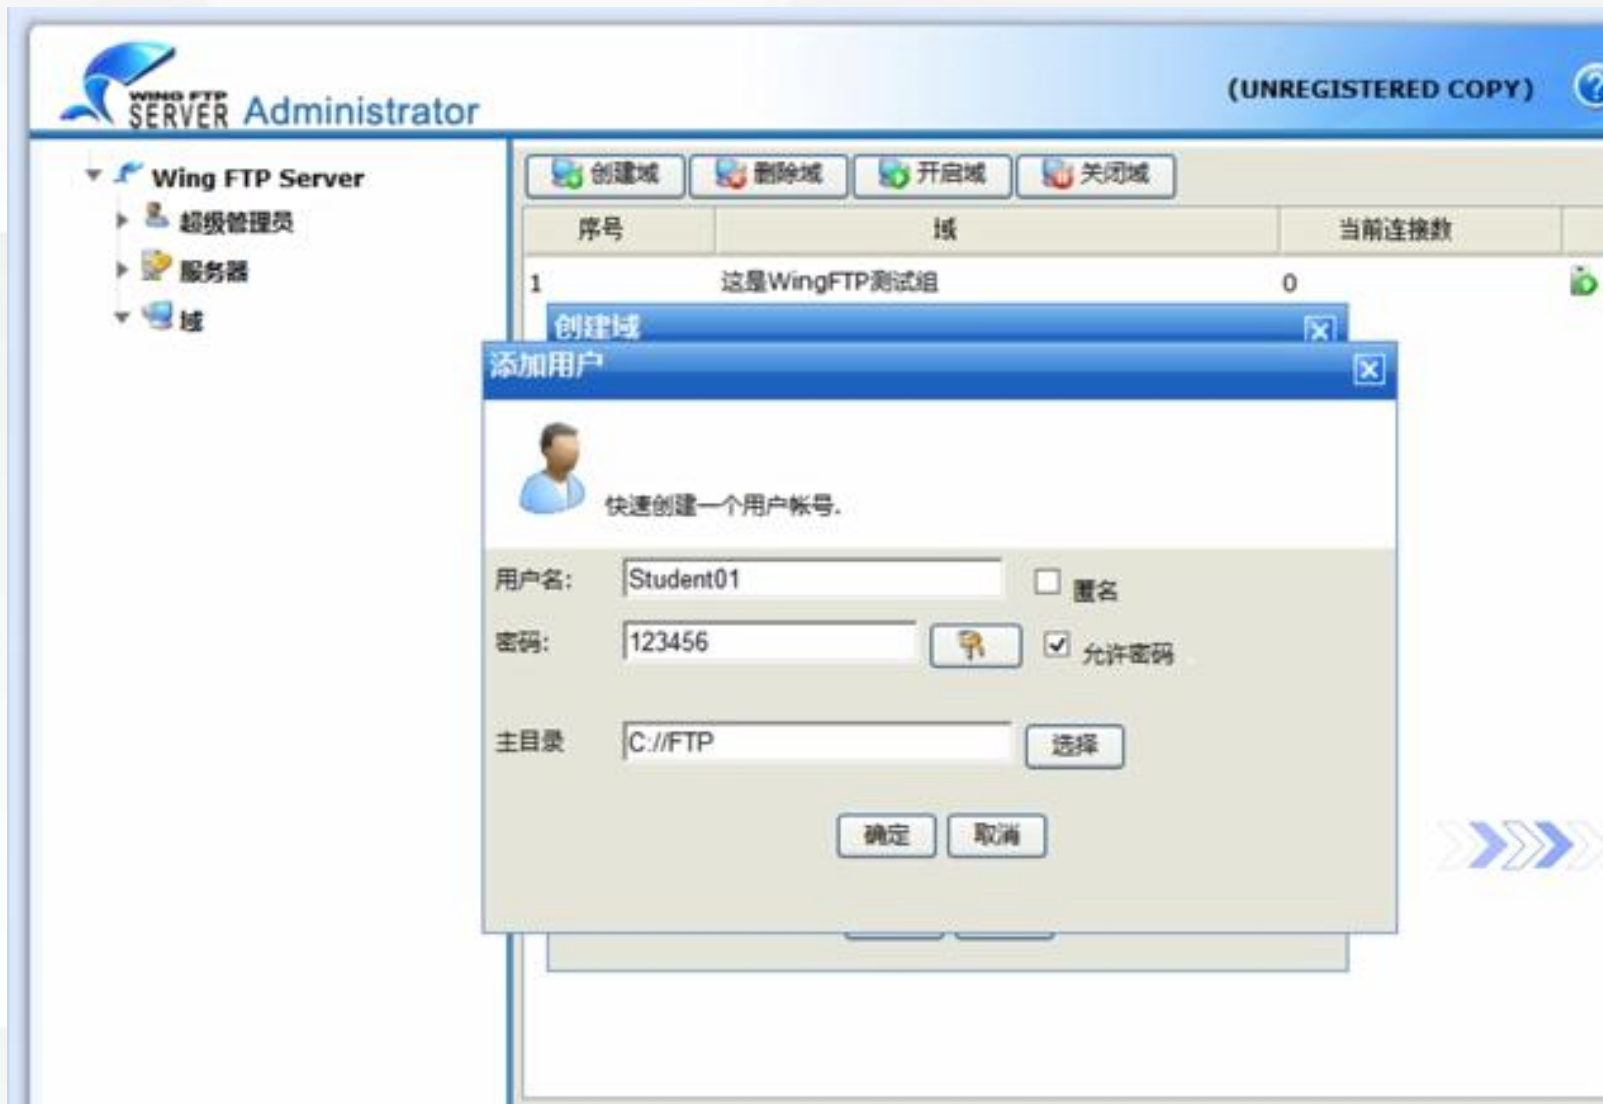 WING FTP
SERVER Administrator
(UNREGISTERED COPY)
Wing FTP Server
超级管理员
服务器
域
创建域 删除域 开启域 关闭域
序号 域 当前连接数
1 这是WingFTP测试组 0
创建域
添加用户
快速创建一个用户帐号.
用户名: Student01 匿名
密码: 123456 允许密码
主目录 C://FTP 选择
确定 取消